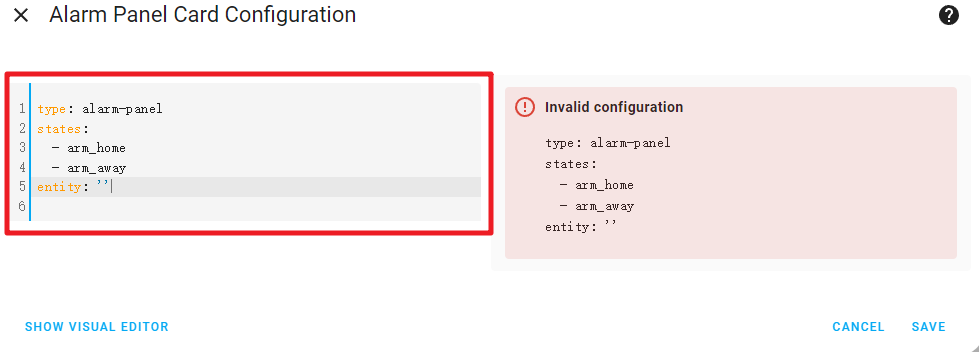 Alarm Panel Card Configuration
1 type: alarm-panel
2 states:
3   - arm_home
4   - arm_away
5 entity: ''
6
Invalid configuration
type: alarm-panel
states:
  - arm_home
  - arm_away
entity: ''
SHOW VISUAL EDITOR
CANCEL
SAVE